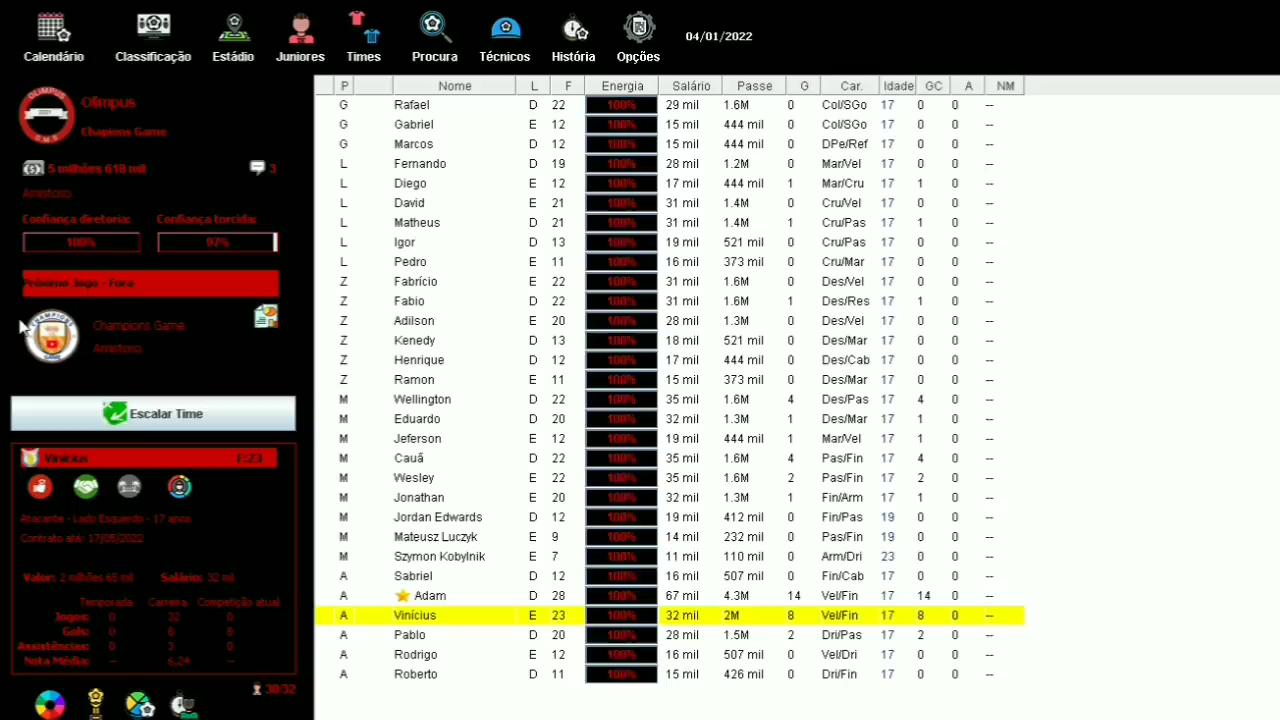 Calendário Classificação Estádio Juniores Times Procura Técnicos História Opções 04/01/2022
OLIMPUS
Olimpus
Chapions Game
5 milhões 618 mil 3
Amistoso
Confiança diretoria: Confiança torcida:
100% 97%
Próximo Jogo - Fora
CHAMPIONS
GAME
Champions Game
Amistoso
Escalar Time
Vinícius F:23
Atacante - Lado Esquerdo - 17 anos
Contrato até: 17/05/2022
Valor: 2 milhões 65 mil Salário: 32 mil
Temporada Carreira Competição atual
Jogos: 0 32 0
Gols: 0 8 0
Assistências: 0 3 0
Nota Média: -- 6,24 --
30/32
P Nome L F Energia Salário Passe G Car. Idade GC A NM
G Rafael E 22 100% 29 mil 0 Col/SGo 17 0 0 --
G Gabriel E 12 100% 15 mil 444 mil 0 Col/SGo 17 0 0 --
G Marcos D 12 100% 15 mil 444 mil 0 DPe/Ref 17 0 0 --
L Fernando D 19 100% 28 mil 1.2M 0 Cru/Vel 17 0 0 --
L Diego D 12 100% 17 mil 444 mil 1 Mar/Cru 17 1 0 --
L David E 21 100% 31 mil 1.4M 0 Cru/Vel 17 0 0 --
L Matheus D 21 100% 31 mil 1.4M 0 Cru/Pas 17 0 0 --
L Igor E 13 100% 19 mil 521 mil 0 Cru/Pas 17 0 0 --
L Pedro E 11 100% 16 mil 373 mil 0 Cru/Mar 17 0 0 --
Z Fabrício E 22 100% 31 mil 1.6M 0 Des/Vel 17 0 0 --
Z Fabio E 22 100% 31 mil 1.6M 1 Des/Res 17 1 0 --
Z Adilson D 20 100% 28 mil 1.3M 0 Des/Vel 17 0 0 --
Z Kenedy E 13 100% 18 mil 521 mil 0 Des/Mar 17 0 0 --
Z Henrique D 12 100% 17 mil 444 mil 0 Des/Cab 17 0 0 --
Z Ramon E 11 100% 15 mil 373 mil 0 Des/Mar 17 0 0 --
M Wellington D 22 100% 35 mil 1.6M 4 Des/Pas 17 4 0 --
M Eduardo D 20 100% 32 mil 1.3M 1 Des/Mar 17 1 0 --
M Jeferson E 12 100% 19 mil 444 mil 0 Mar/Vel 17 0 0 --
M Cauã D 22 100% 35 mil 1.6M 4 Pas/Fin 17 4 0 --
M Wesley E 22 100% 35 mil 1.6M 2 Pas/Fin 17 2 0 --
M Jonathan E 20 100% 32 mil 1.3M 1 Fin/Arm 17 1 0 --
M Jordan Edwards D 12 100% 19 mil 412 mil 0 Fin/Pas 19 0 0 --
M Mateusz Luczyk E 9 100% 14 mil 0 Pas/Fin 19 0 0 --
M Szymon Kobylnik E 7 100% 11 mil 110 mil 0 Arm/Dri 23 0 0 --
A Sabriel E 12 100% 16 mil 0 Fin/Cab 17 0 0 --
A Adam D 28 100% 67 mil 4.3M 14 Vel/Fin 17 14 0 --
A Vinícius E 23 100% 32 mil 2M 8 Vel/Fin 17 8 0 --
A Pablo D 20 100% 28 mil 2 Dri/Pas 17 2 0 --
A Rodrigo E 12 100% 16 mil 0 Vel/Dri 17 0 0 --
A Roberto E 11 100% 15 mil 428 mil 0 Dri/Fin 17 0 0 --